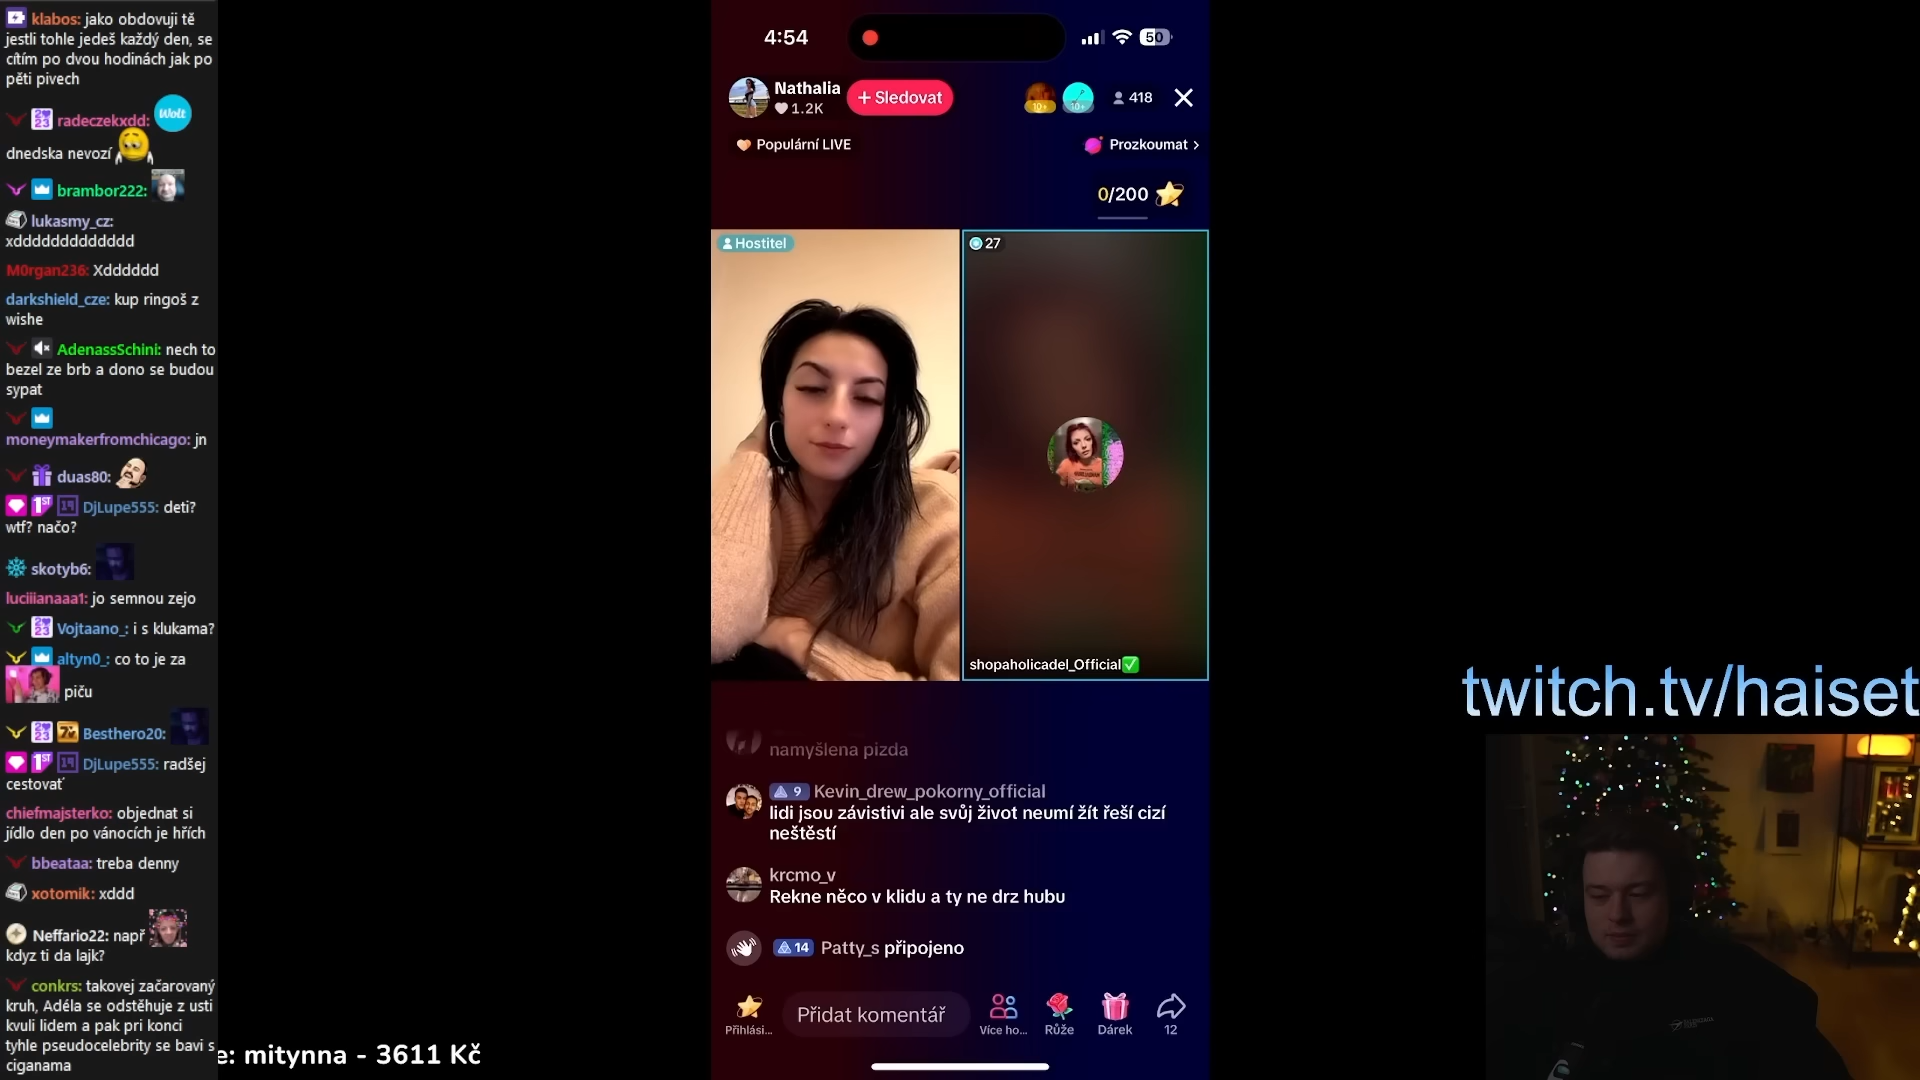 klabos: jako obdovuji tě
jestli tohle jedeš každý den, se
cítím po dvou hodinách jak po
pěti pivech
radeczekxdd: Wolt
dnedska nevozí
brambor222:
lukasmy_cz:
xddddddddddddd
M0rgan236: Xdddddd
darkshield_cze: kup ringoš z
wishe
AdenassSchini: nech to
bezel ze brb a dono se budou
sypat
moneymakerfromchicago: jn
duas80:
1ST DjLupe555: deti?
wtf? načo?
skotyb6:
luciiianaaa1: jo semnou zejo
Vojtaano_: i s klukama?
altyn0_: co to je za
piču
Besthero20:
1ST DjLupe555: radšej
cestovať
chiefmajsterko: objednat si
jídlo den po vánocích je hřích
bbeataa: treba denny
xotomik: xddd
Neffario22: např
kdyz ti da lajk?
conkrs: takovej začarovaný
kruh, Adéla se odstěhuje z usti
kvuli lidem a pak pri konci
tyhle pseudocelebrity se bavi s
ciganama
e: mitynna - 3611 Kč
4:54
50
Nathalia
1.2K
+ Sledovat
10+
10+
418
Populární LIVE
Prozkoumat >
0/200
Hostitel
27
shopaholicadel_Official
namyšlena pizda
9 Kevin_drew_pokorny_official
lidi jsou závistivi ale svůj život neumí žít řeší cizí
neštěstí
krcmo_v
Rekne něco v klidu a ty ne drz hubu
14 Patty_s připojeno
Přihlási...
Přidat komentář
Více ho...
Růže
Dárek
12
twitch.tv/haiset